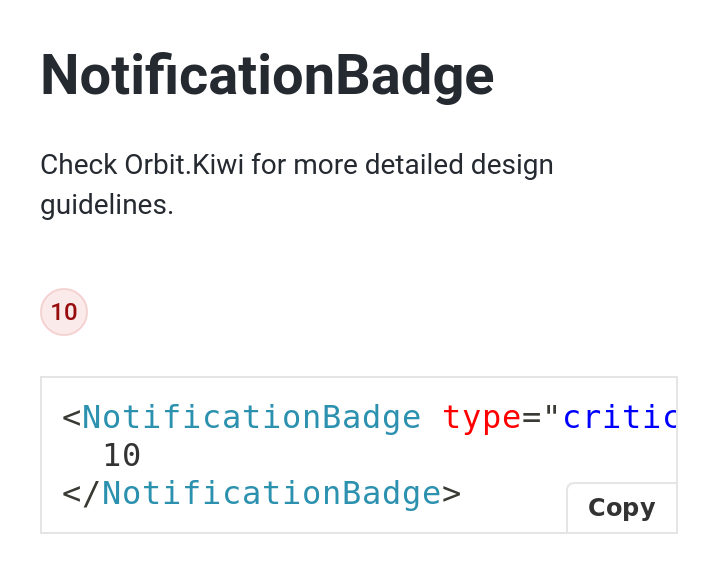 NotificationBadge
Check Orbit.Kiwi for more detailed design
guidelines.
10
<NotificationBadge type="critic
10
</NotificationBadge>
Copy